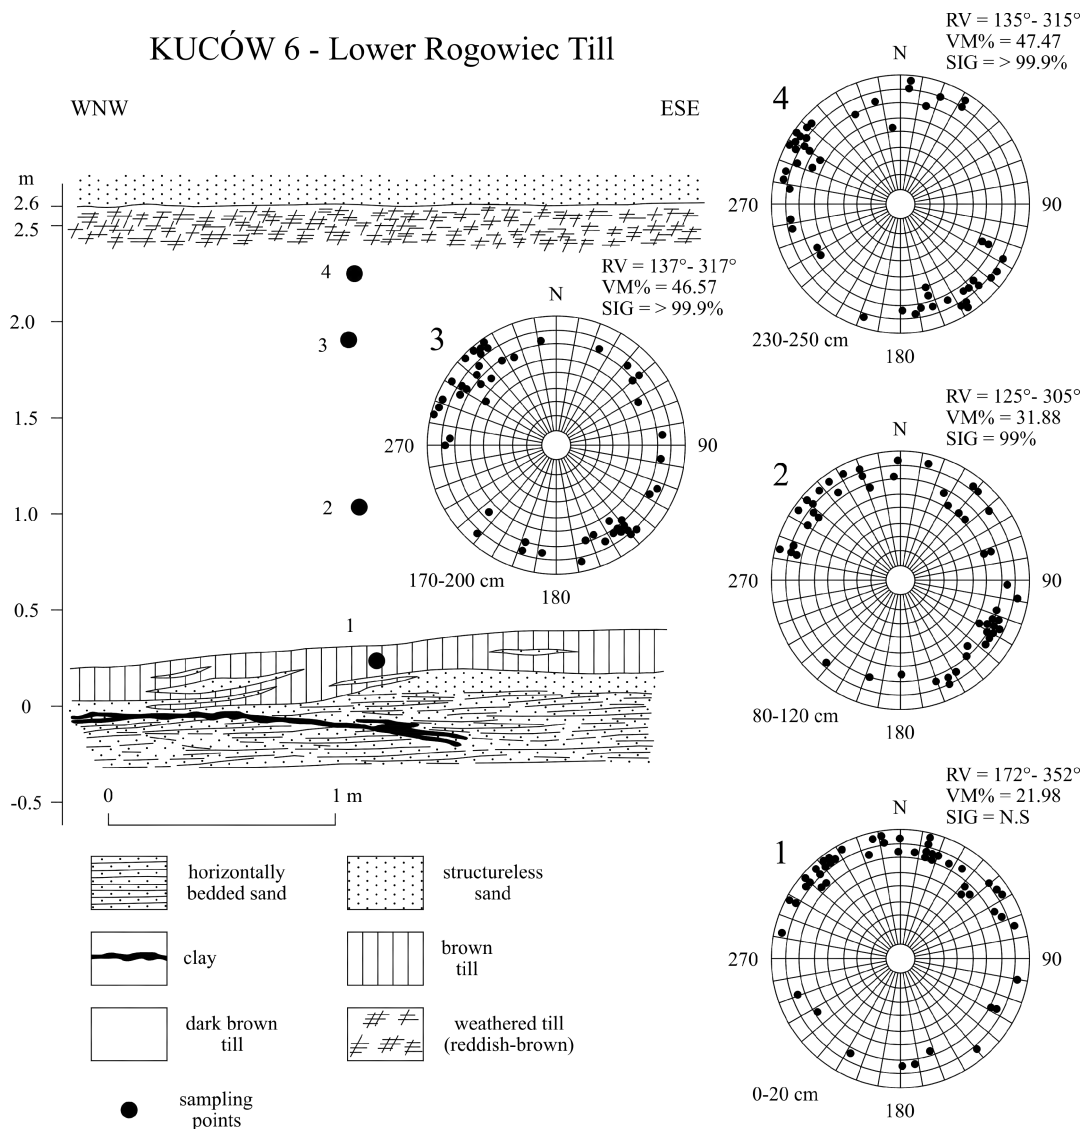 KUCÓW 6 - Lower Rogowiec Till
WNW
ESE
m
2.6
2.5
2.0
1.5
1.0
0.5
0
-0.5
4
3
2
1
0
1 m
RV = 135°- 315°
VM% = 47.47
SIG = > 99.9%
4
N
270
90
180
230-250 cm
RV = 137°- 317°
VM% = 46.57
SIG = > 99.9%
3
N
270
90
180
170-200 cm
RV = 125°- 305°
VM% = 31.88
SIG = 99%
2
N
270
90
180
80-120 cm
RV = 172°- 352°
VM% = 21.98
SIG = N.S
1
N
270
90
180
0-20 cm
horizontally
bedded sand
structureless
sand
clay
brown
till
dark brown
till
weathered till
(reddish-brown)
sampling
points